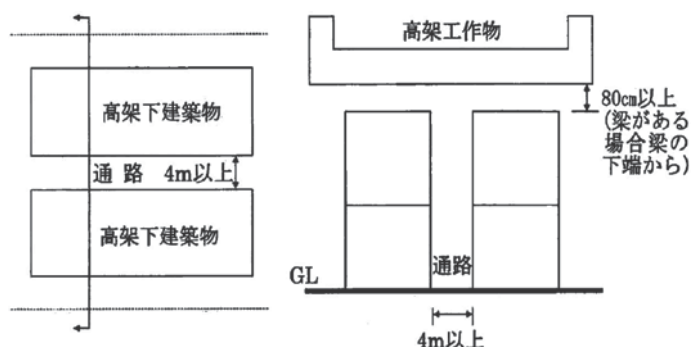 高架下建築物
通路 4m以上
高架下建築物
高架工作物
80cm以上
(梁がある
場合梁の
下端から)
通路
GL
4m以上